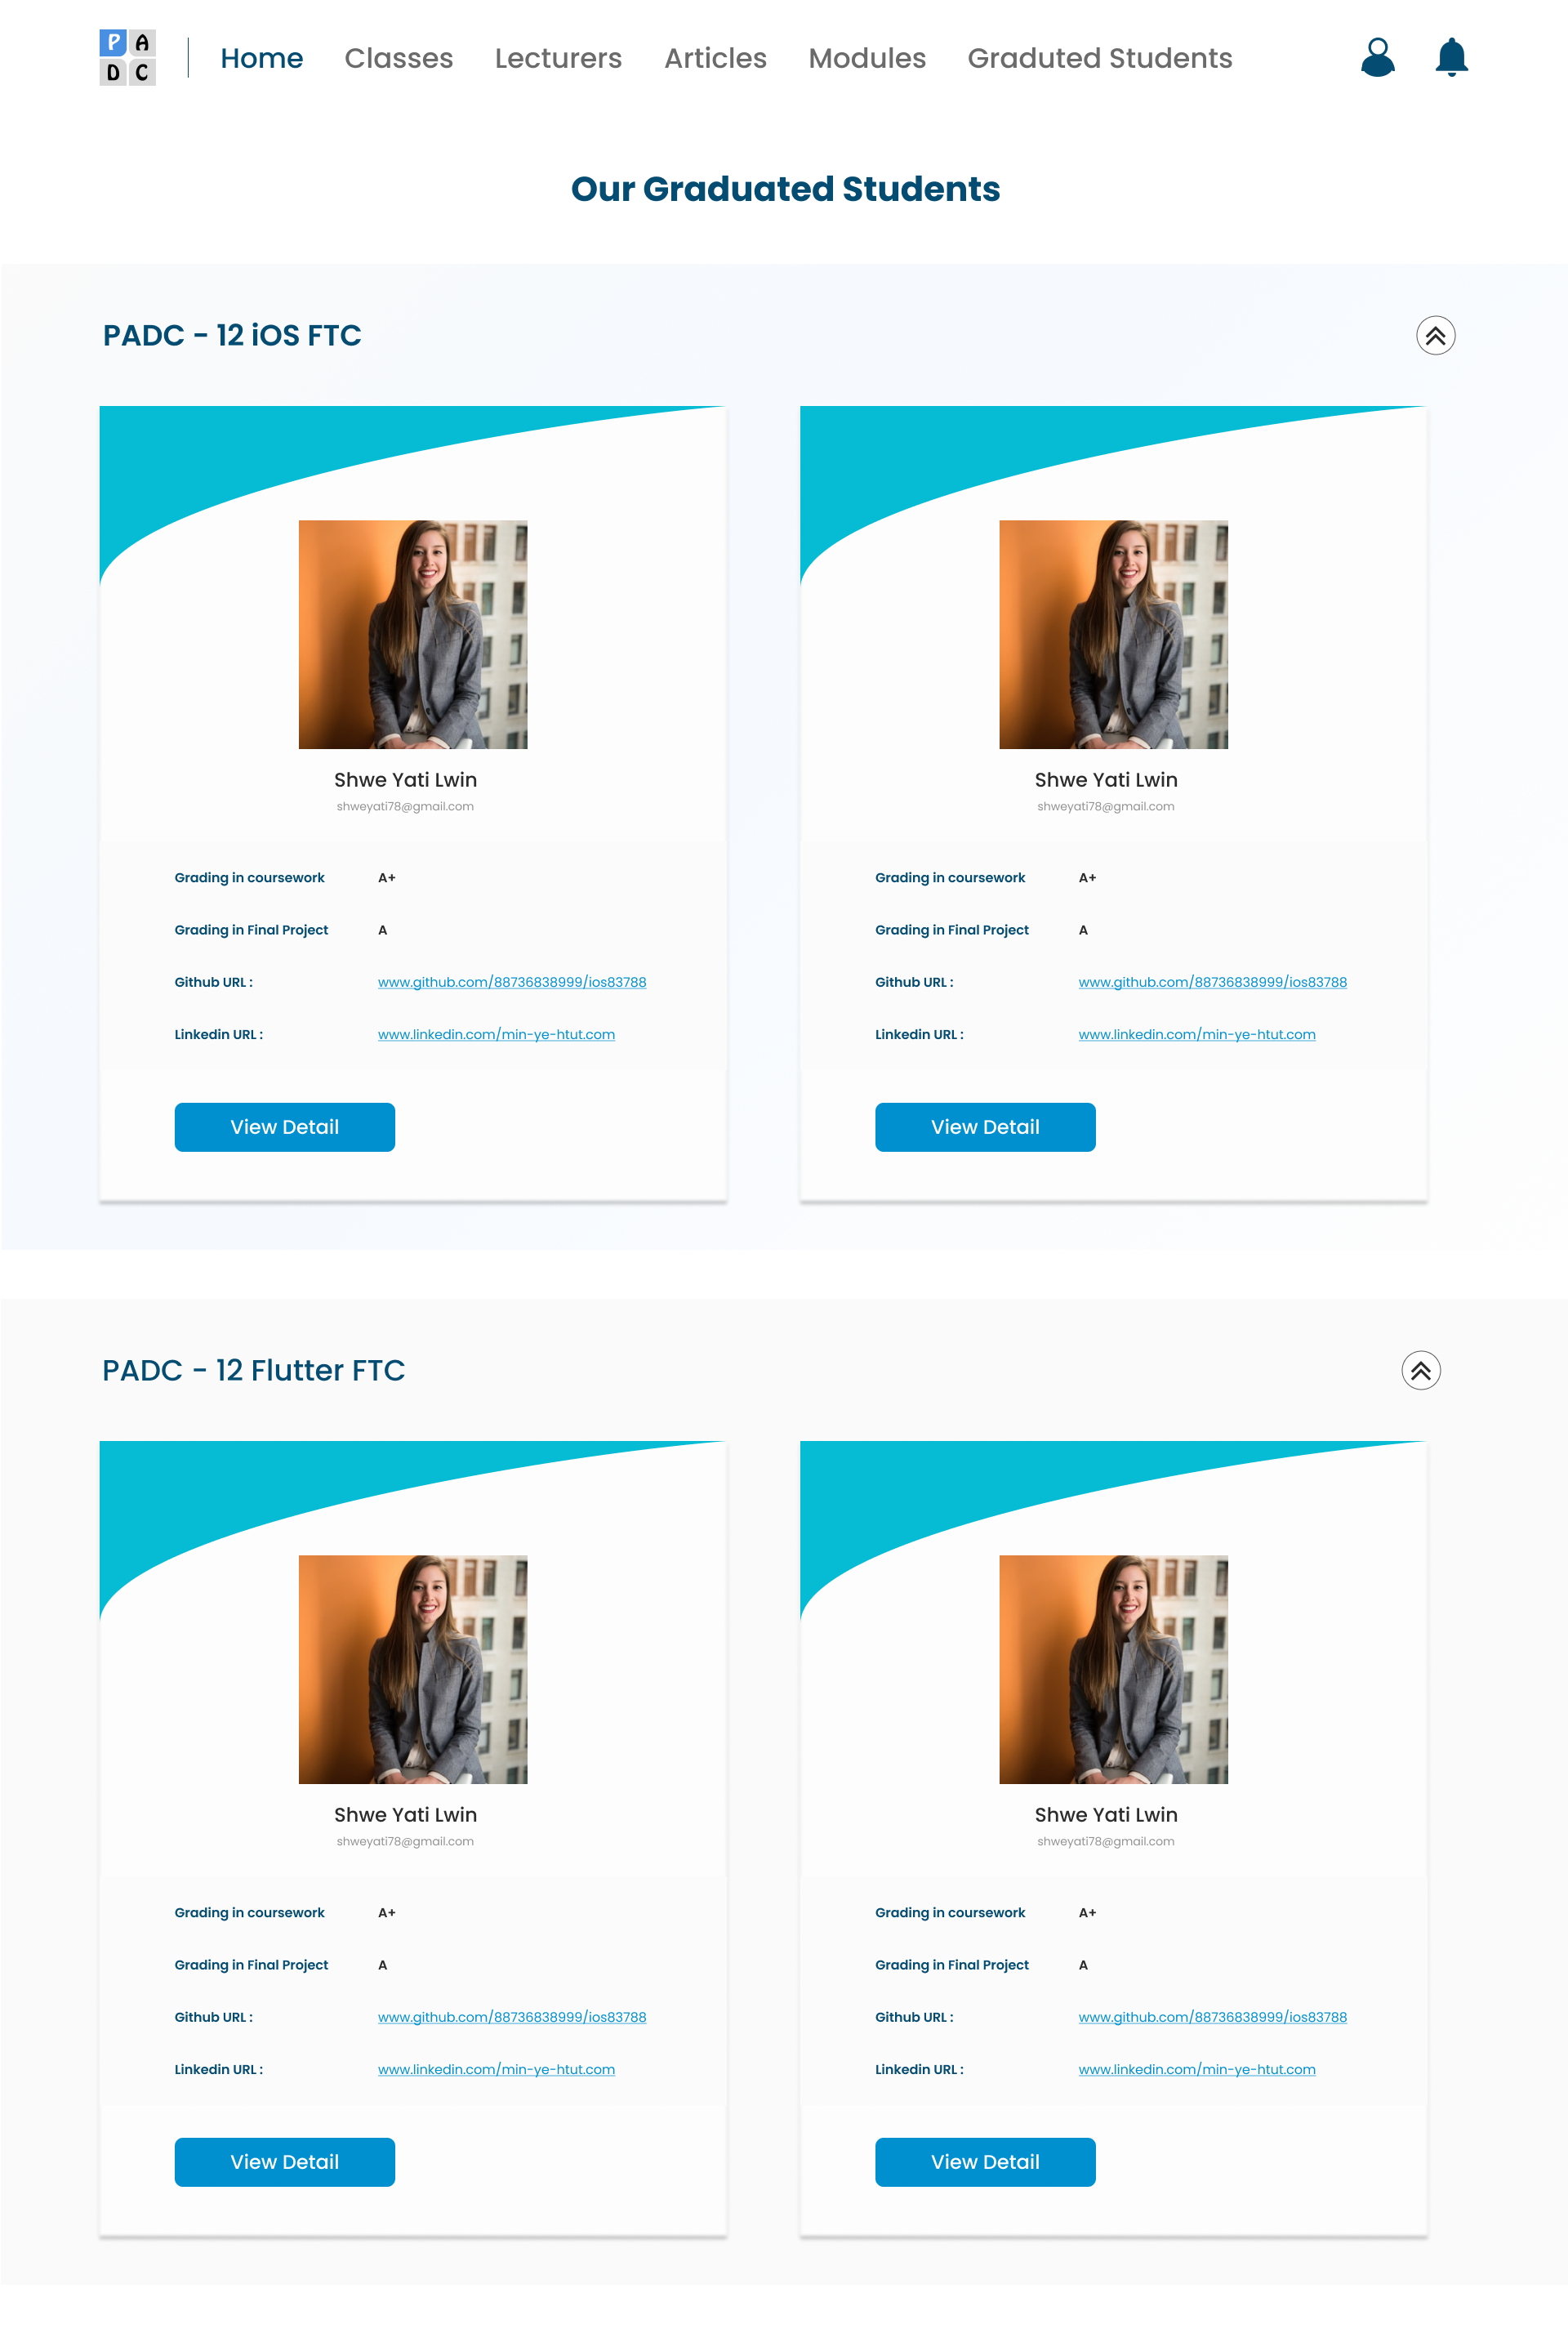 P A
D C
Home Classes Lecturers Articles Modules Graduted Students
Our Graduated Students
PADC - 12 iOS FTC
Shwe Yati Lwin
shweyati78@gmail.com
Grading in coursework A+
Grading in Final Project A
Github URL : www.github.com/88736838999/ios83788
Linkedin URL : www.linkedin.com/min-ye-htut.com
View Detail
Shwe Yati Lwin
shweyati78@gmail.com
Grading in coursework A+
Grading in Final Project A
Github URL : www.github.com/88736838999/ios83788
Linkedin URL : www.linkedin.com/min-ye-htut.com
View Detail
PADC - 12 Flutter FTC
Shwe Yati Lwin
shweyati78@gmail.com
Grading in coursework A+
Grading in Final Project A
Github URL : www.github.com/88736838999/ios83788
Linkedin URL : www.linkedin.com/min-ye-htut.com
View Detail
Shwe Yati Lwin
shweyati78@gmail.com
Grading in coursework A+
Grading in Final Project A
Github URL : www.github.com/88736838999/ios83788
Linkedin URL : www.linkedin.com/min-ye-htut.com
View Detail